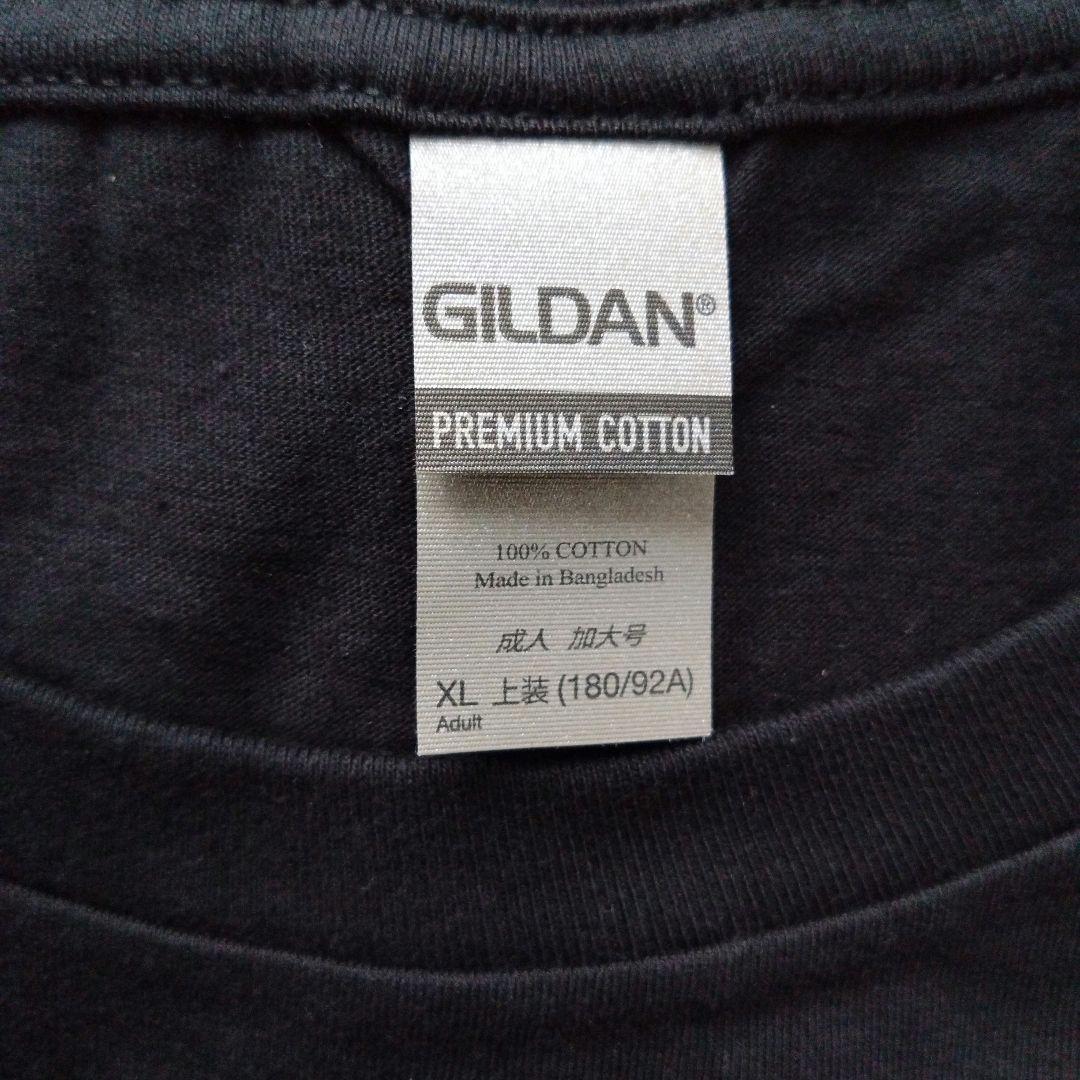 GILDAN®
PREMIUM COTTON
100% COTTON
Made in Bangladesh
成人 加大号
XL 上装 (180/92A)
Adult